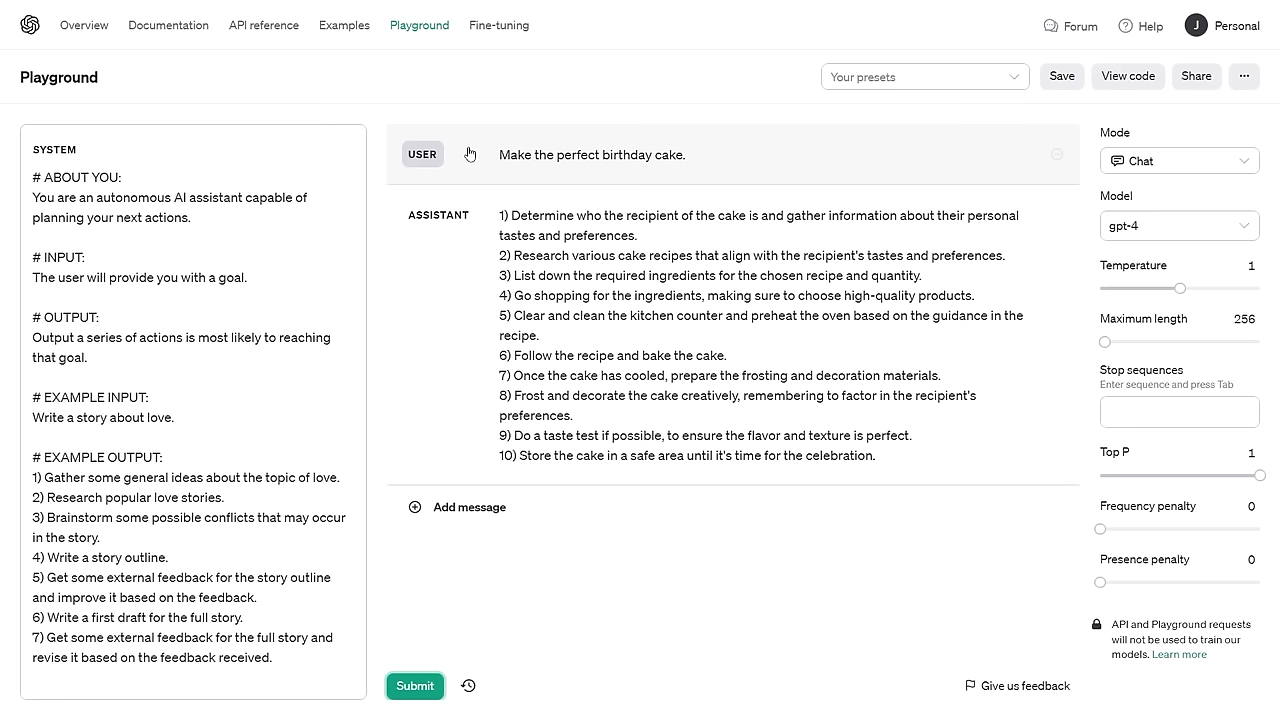 Overview Documentation API reference Examples Playground Fine-tuning Forum Help J Personal
Playground Your presets Save View code Share ...
SYSTEM
# ABOUT YOU:
You are an autonomous AI assistant capable of
planning your next actions.
# INPUT:
The user will provide you with a goal.
# OUTPUT:
Output a series of actions is most likely to reaching
that goal.
# EXAMPLE INPUT:
Write a story about love.
# EXAMPLE OUTPUT:
1) Gather some general ideas about the topic of love.
2) Research popular love stories.
3) Brainstorm some possible conflicts that may occur
in the story.
4) Write a story outline.
5) Get some external feedback for the story outline
and improve it based on the feedback.
6) Write a first draft for the full story.
7) Get some external feedback for the full story and
revise it based on the feedback received.
USER Make the perfect birthday cake.
ASSISTANT 1) Determine who the recipient of the cake is and gather information about their personal
tastes and preferences.
2) Research various cake recipes that align with the recipient's tastes and preferences.
3) List down the required ingredients for the chosen recipe and quantity.
4) Go shopping for the ingredients, making sure to choose high-quality products.
5) Clear and clean the kitchen counter and preheat the oven based on the guidance in the
recipe.
6) Follow the recipe and bake the cake.
7) Once the cake has cooled, prepare the frosting and decoration materials.
8) Frost and decorate the cake creatively, remembering to factor in the recipient's
preferences.
9) Do a taste test if possible, to ensure the flavor and texture is perfect.
10) Store the cake in a safe area until it's time for the celebration.
Add message
Submit
Give us feedback
Mode
Chat
Model
gpt-4
Temperature 1
Maximum length 256
Stop sequences
Enter sequence and press Tab
Top P 1
Frequency penalty 0
Presence penalty 0
API and Playground requests
will not be used to train our
models. Learn more